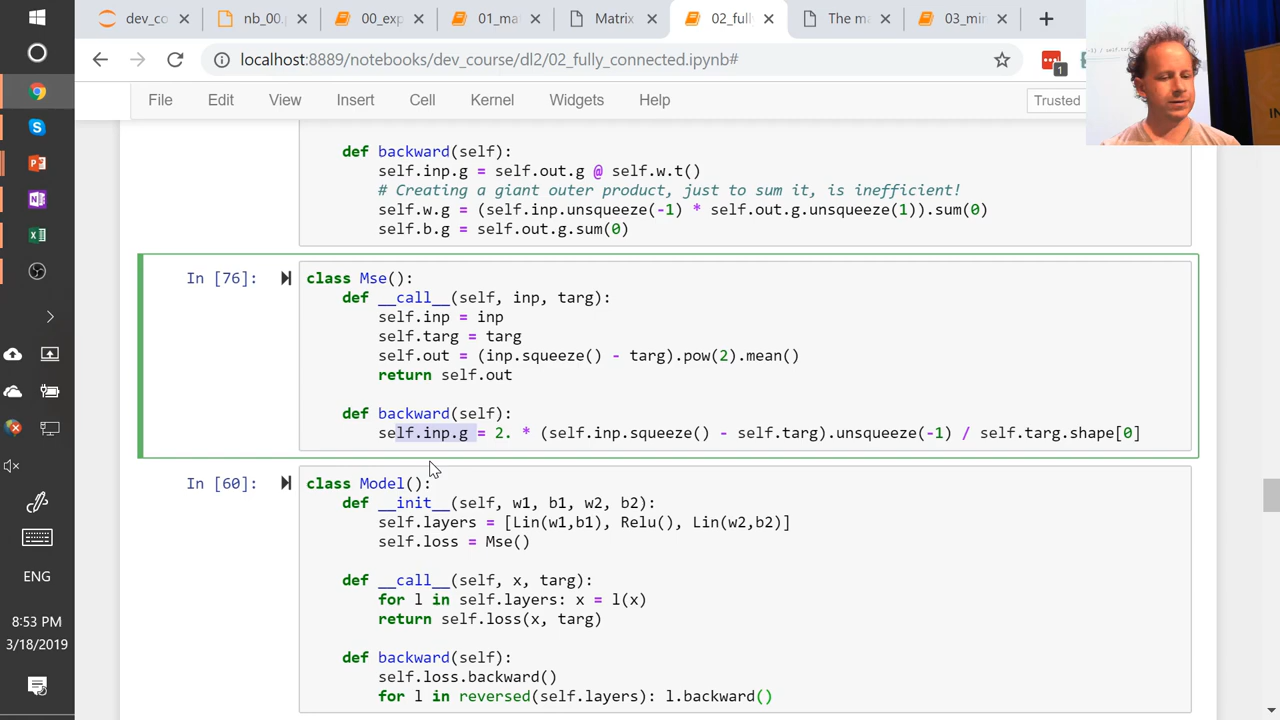 dev_co
nb_00.
00_exp
01_ma
Matrix
02_full
The ma
03_min
localhost:8889/notebooks/dev_course/dl2/02_fully_connected.ipynb#
1
File Edit View Insert Cell Kernel Widgets Help
Trusted
def backward(self):
self.inp.g = self.out.g @ self.w.t()
# Creating a giant outer product, just to sum it, is inefficient!
self.w.g = (self.inp.unsqueeze(-1) * self.out.g.unsqueeze(1)).sum(0)
self.b.g = self.out.g.sum(0)
In [76]:
class Mse():
def __call__(self, inp, targ):
self.inp = inp
self.targ = targ
self.out = (inp.squeeze() - targ).pow(2).mean()
return self.out
def backward(self):
self.inp.g = 2. * (self.inp.squeeze() - self.targ).unsqueeze(-1) / self.targ.shape[0]
In [60]:
class Model():
def __init__(self, w1, b1, w2, b2):
self.layers = [Lin(w1,b1), Relu(), Lin(w2,b2)]
self.loss = Mse()
def __call__(self, x, targ):
for l in self.layers: x = l(x)
return self.loss(x, targ)
def backward(self):
self.loss.backward()
for l in reversed(self.layers): l.backward()
ENG
8:53 PM
3/18/2019